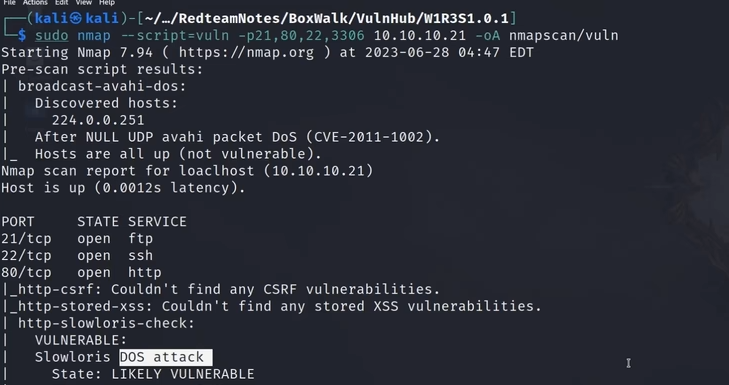 File Actions Edit View Help
┌──(kali㉿kali)-[~/…/RedteamNotes/BoxWalk/VulnHub/W1R3S1.0.1]
└─$ sudo nmap --script=vuln -p21,80,22,3306 10.10.10.21 -oA nmapscan/vuln
Starting Nmap 7.94 ( https://nmap.org ) at 2023-06-28 04:47 EDT
Pre-scan script results:
| broadcast-avahi-dos:
|   Discovered hosts:
|     224.0.0.251
|   After NULL UDP avahi packet DoS (CVE-2011-1002).
|_  Hosts are all up (not vulnerable).
Nmap scan report for loaclhost (10.10.10.21)
Host is up (0.0012s latency).
PORT     STATE SERVICE
21/tcp   open  ftp
22/tcp   open  ssh
80/tcp   open  http
|_http-csrf: Couldn't find any CSRF vulnerabilities.
|_http-stored-xss: Couldn't find any stored XSS vulnerabilities.
| http-slowloris-check:
|   VULNERABLE:
|   Slowloris DOS attack
|     State: LIKELY VULNERABLE